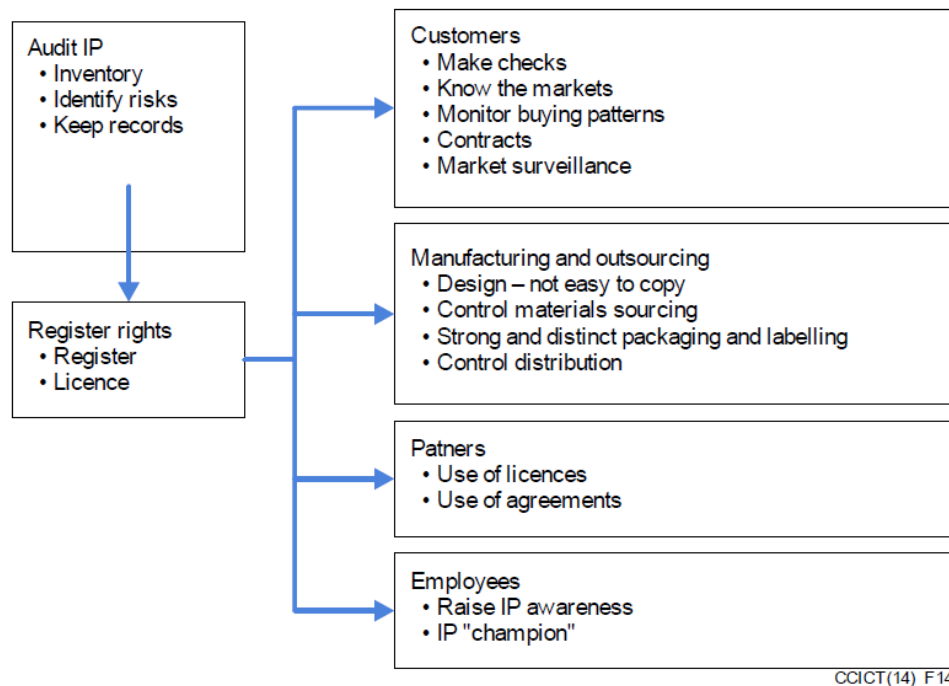 Audit IP
• Inventory
• Identify risks
• Keep records
Register rights
• Register
• Licence
Customers
• Make checks
• Know the markets
• Monitor buying patterns
• Contracts
• Market surveillance
Manufacturing and outsourcing
• Design – not easy to copy
• Control materials sourcing
• Strong and distinct packaging and labelling
• Control distribution
Patners
• Use of licences
• Use of agreements
Employees
• Raise IP awareness
• IP "champion"
CCICT(14)_F14